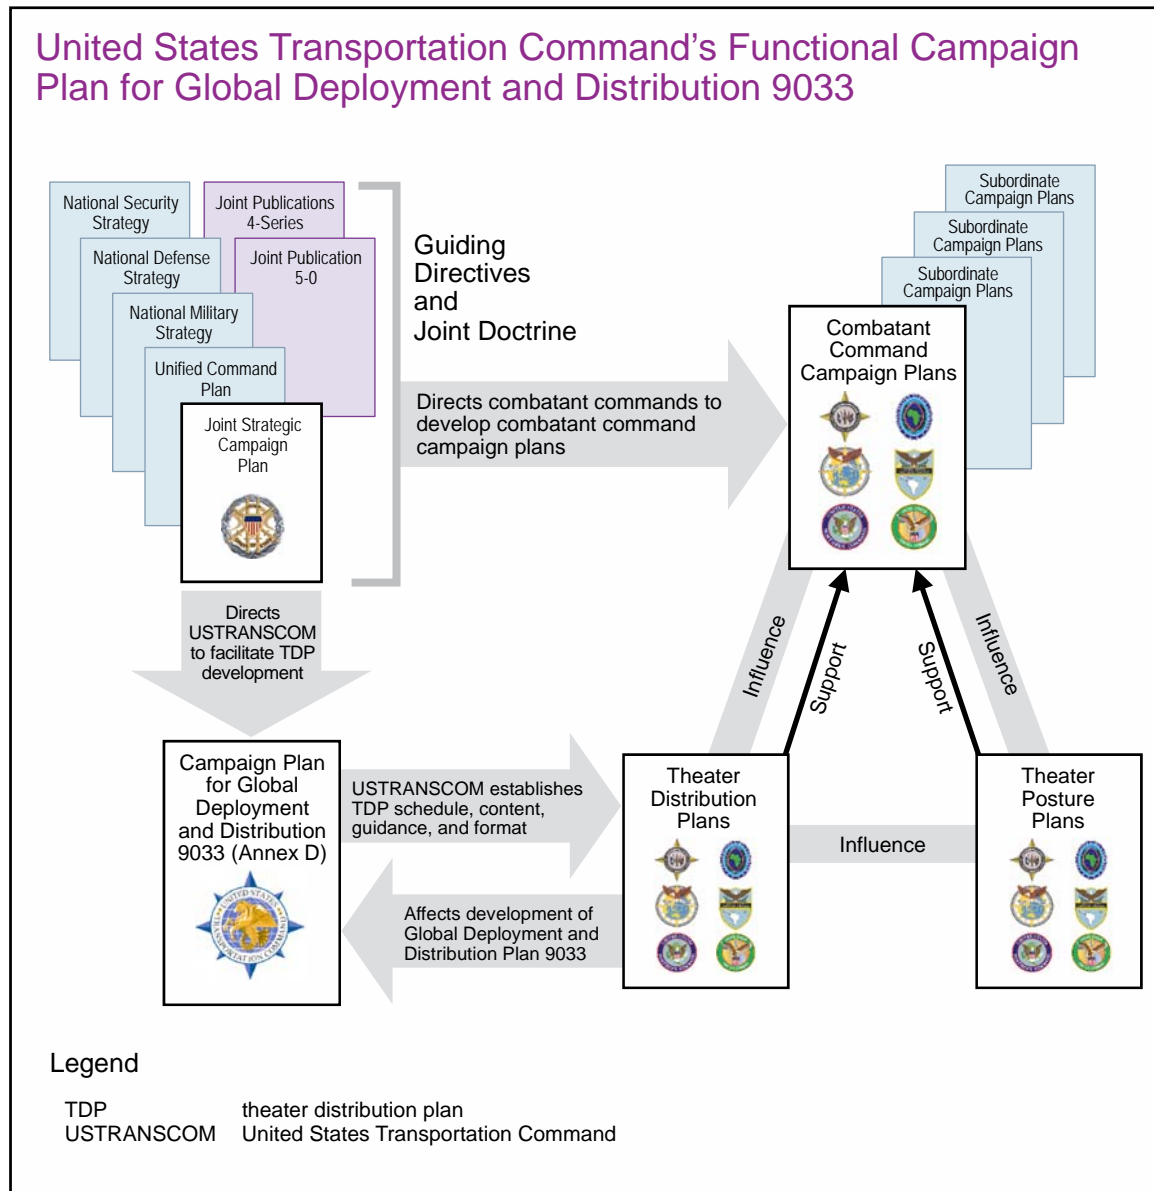 United States Transportation Command's Functional Campaign
Plan for Global Deployment and Distribution 9033
National Security
Strategy
National Defense
Strategy
National Military
Strategy
Unified Command
Plan
Joint Strategic
Campaign
Plan
Joint Publications
4-Series
Joint Publication
5-0
Guiding
Directives
and
Joint Doctrine
Directs combatant commands to
develop combatant command
campaign plans
Subordinate
Campaign Plans
Subordinate
Campaign Plans
Subordinate
Campaign Plans
Combatant
Command
Campaign Plans
Directs
USTRANSCOM
to facilitate TDP
development
Influence
Support
Support
Influence
Campaign Plan
for Global
Deployment
and Distribution
9033 (Annex D)
UNITED STATES
TRANSPORTATION COMMAND
USTRANSCOM establishes
TDP schedule, content,
guidance, and format
Affects development of
Global Deployment and
Distribution Plan 9033
Theater
Distribution
Plans
Influence
Theater
Posture
Plans
Legend
TDP theater distribution plan
USTRANSCOM United States Transportation Command